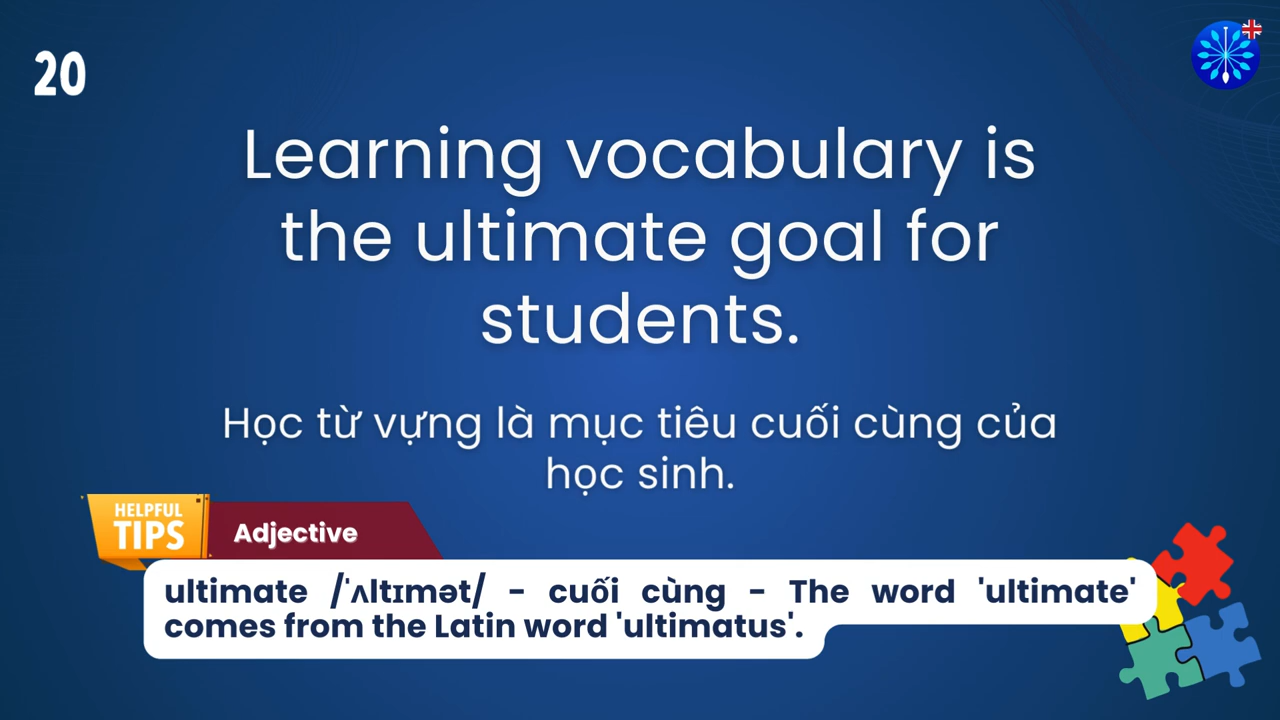 20
Learning vocabulary is
the ultimate goal for
students.
Học từ vựng là mục tiêu cuối cùng của
học sinh.
HELPFUL
TIPS
Adjective
ultimate /ˈʌltɪmət/ - cuối cùng - The word 'ultimate'
comes from the Latin word 'ultimatus'.